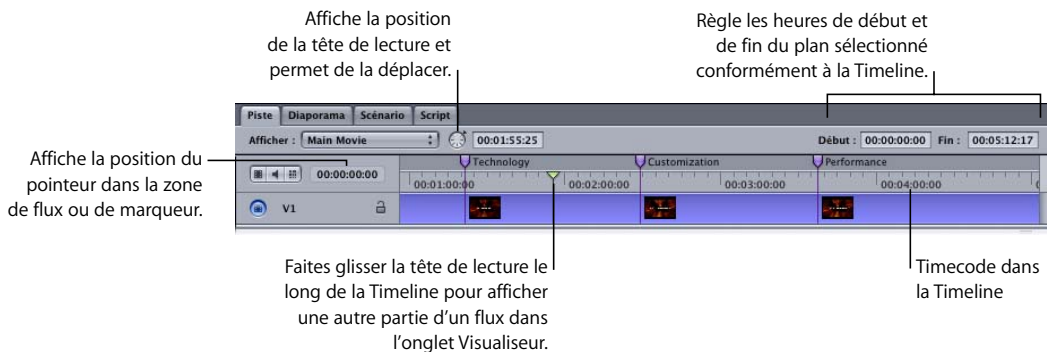 Affiche la position
de la tête de lecture et
permet de la déplacer.
Règle les heures de début et
de fin du plan sélectionné
conformément à la Timeline.
Piste Diaporama Scénario Script
Afficher : Main Movie 00:01:55:25 Début : 00:00:00:00 Fin : 00:05:12:17
Affiche la position du
pointeur dans la zone
de flux ou de marqueur.
00:00:00:00
Technology Customization Performance
00:01:00:00 00:02:00:00 00:03:00:00 00:04:00:00
V1
Faites glisser la tête de lecture le
long de la Timeline pour afficher
une autre partie d'un flux dans
l'onglet Visualiseur.
Timecode dans
la Timeline